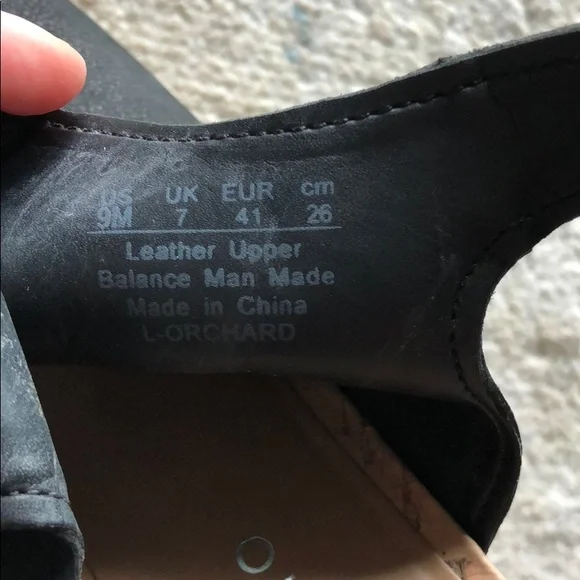 US UK EUR cm
9M 7 41 26
Leather Upper
Balance Man Made
Made in China
L-ORCHARD